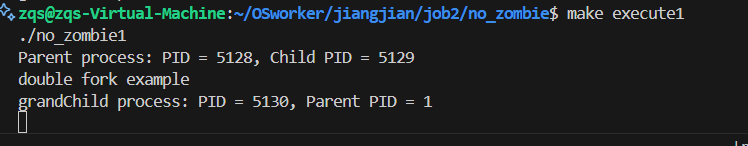 zqs@zqs-Virtual-Machine:~/OSworker/jiangjian/job2/no_zombie$ make execute1
./no_zombie1
Parent process: PID = 5128, Child PID = 5129
double fork example
grandChild process: PID = 5130, Parent PID = 1